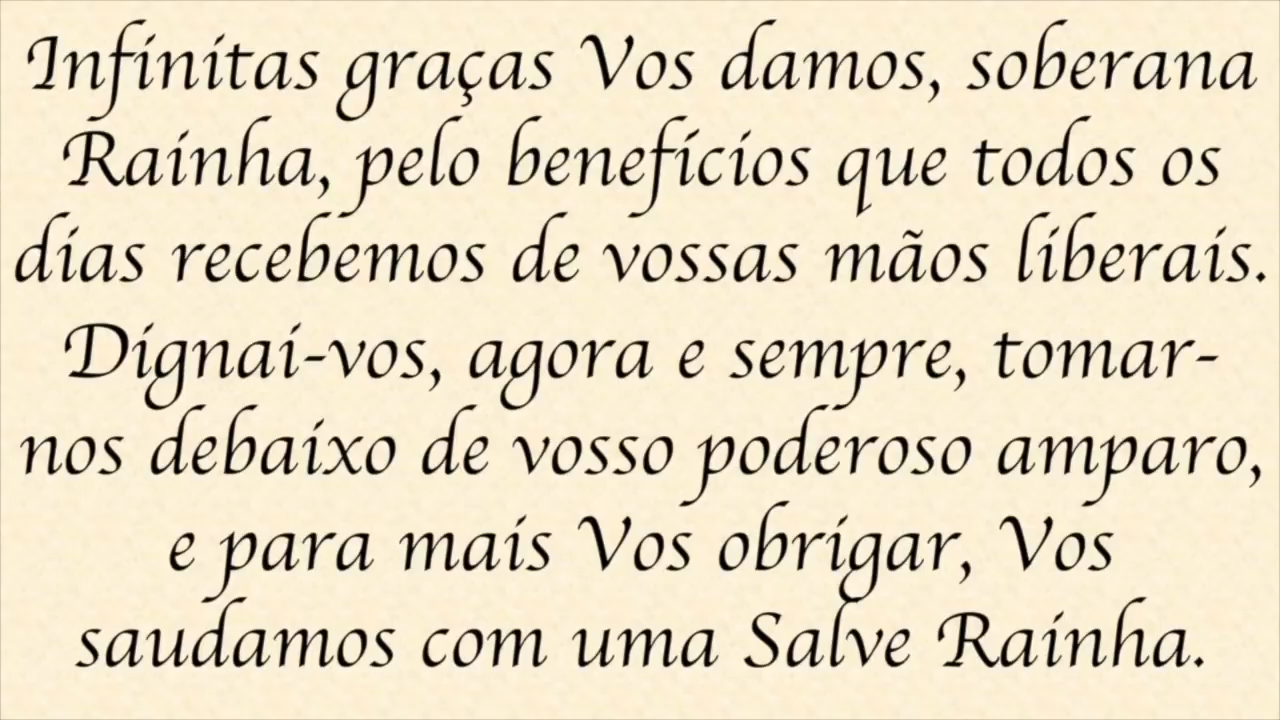 Infinitas graças Vos damos, soberana
Rainha, pelo benefícios que todos os
dias recebemos de vossas mãos liberais.
Dignai-vos, agora e sempre, tomar-
nos debaixo de vosso poderoso amparo,
e para mais Vos obrigar, Vos
saudamos com uma Salve Rainha.